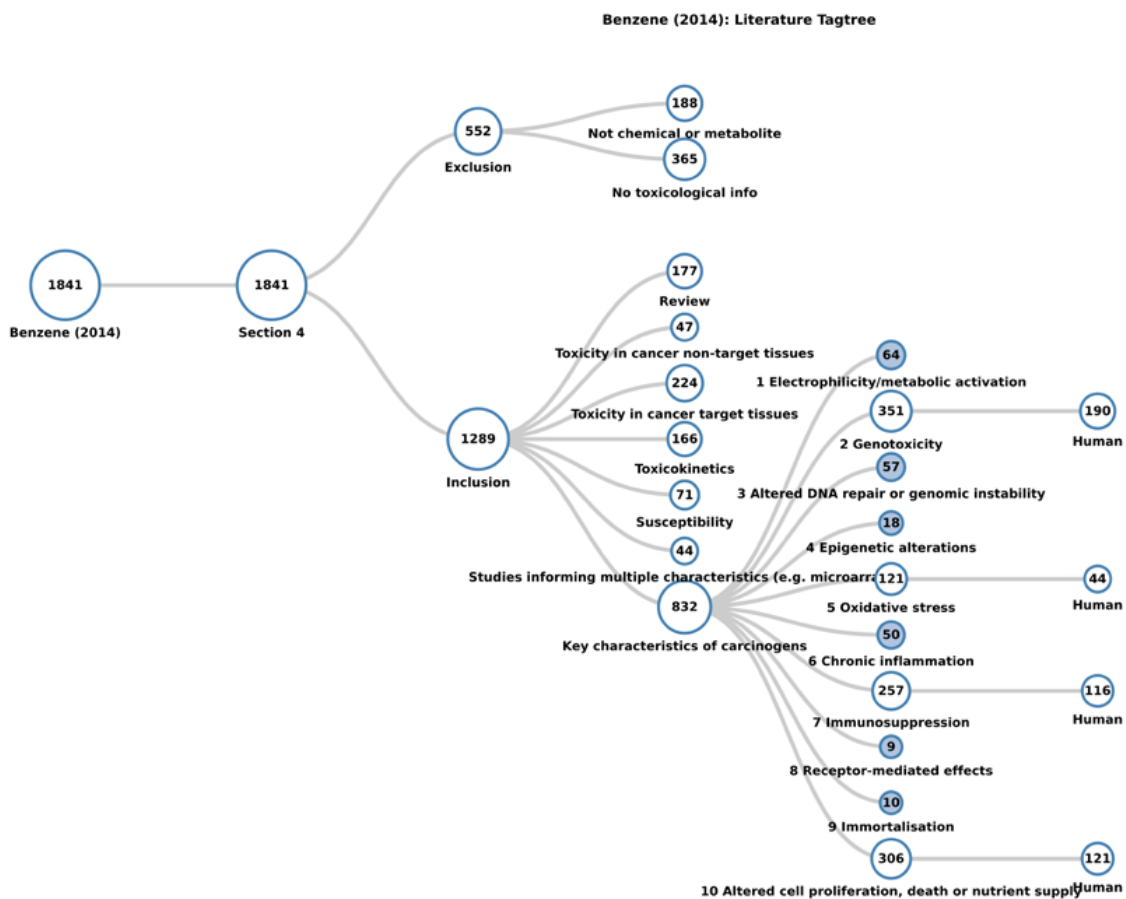 Benzene (2014): Literature Tagtree
188
Not chemical or metabolite
552
Exclusion
365
No toxicological info
1841
Benzene (2014)
1841
Section 4
177
Review
47
Toxicity in cancer non-target tissues
224
Toxicity in cancer target tissues
1289
Inclusion
166
Toxicokinetics
71
Susceptibility
44
Studies informing multiple characteristics (e.g.
832
Key characteristics of carcinogens
64
1 Electrophilicity/metabolic activation
351
2 Genotoxicity
190
Human
57
3 Altered DNA repair or genomic instability
18
4 Epigenetic alterations
121
5 Oxidative stress
44
Human
50
6 Chronic inflammation
257
7 Immunosuppression
116
Human
9
8 Receptor-mediated effects
10
9 Immortalisation
306
10 Altered cell proliferation, death or nutrient supply
121
Human